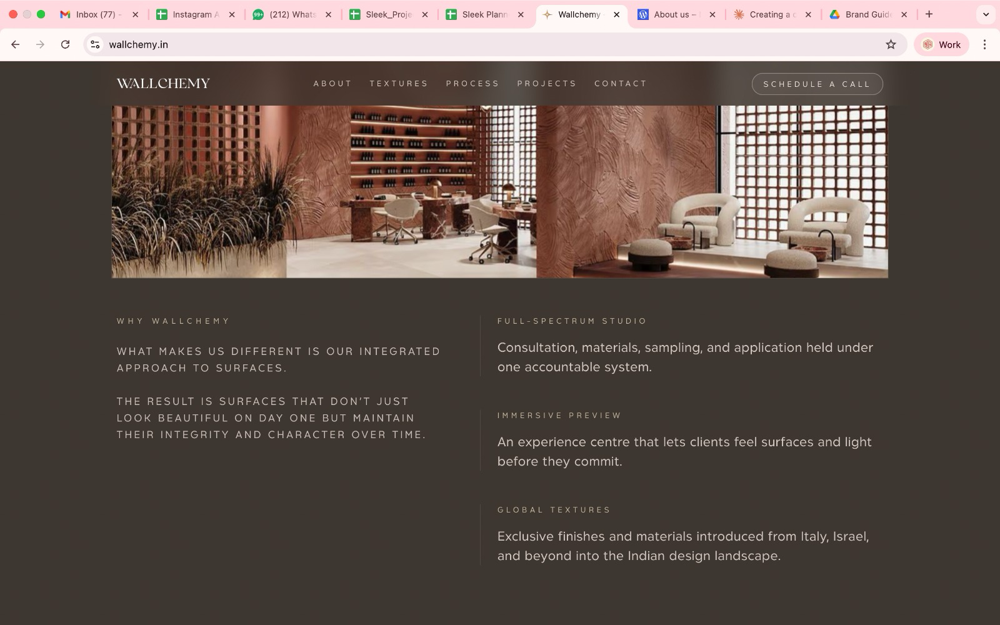 Inbox (77) -
Instagram A
(212) Whats
Sleek_Proje
Sleek Plann
Wallchemy
About us –
Creating a c
Brand Guide
wallchemy.in
Work
WALLCHEMY
ABOUT
TEXTURES
PROCESS
PROJECTS
CONTACT
SCHEDULE A CALL
WHY WALLCHEMY
WHAT MAKES US DIFFERENT IS OUR INTEGRATED
APPROACH TO SURFACES.
THE RESULT IS SURFACES THAT DON'T JUST
LOOK BEAUTIFUL ON DAY ONE BUT MAINTAIN
THEIR INTEGRITY AND CHARACTER OVER TIME.
FULL-SPECTRUM STUDIO
Consultation, materials, sampling, and application held under
one accountable system.
IMMERSIVE PREVIEW
An experience centre that lets clients feel surfaces and light
before they commit.
GLOBAL TEXTURES
Exclusive finishes and materials introduced from Italy, Israel,
and beyond into the Indian design landscape.